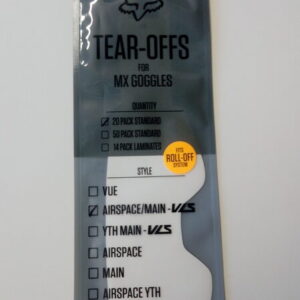 TEAR-OFFS
FOR
MX GOGGLES
QUANTITY
20 PACK STANDARD
50 PACK STANDARD
14 PACK LAMINATES
FITS
ROLL-OFF
SYSTEM
STYLE
VUE
AIRSPACE/MAIN - VLS
YTH MAIN - VLS
AIRSPACE
MAIN
AIRSPACE YTH